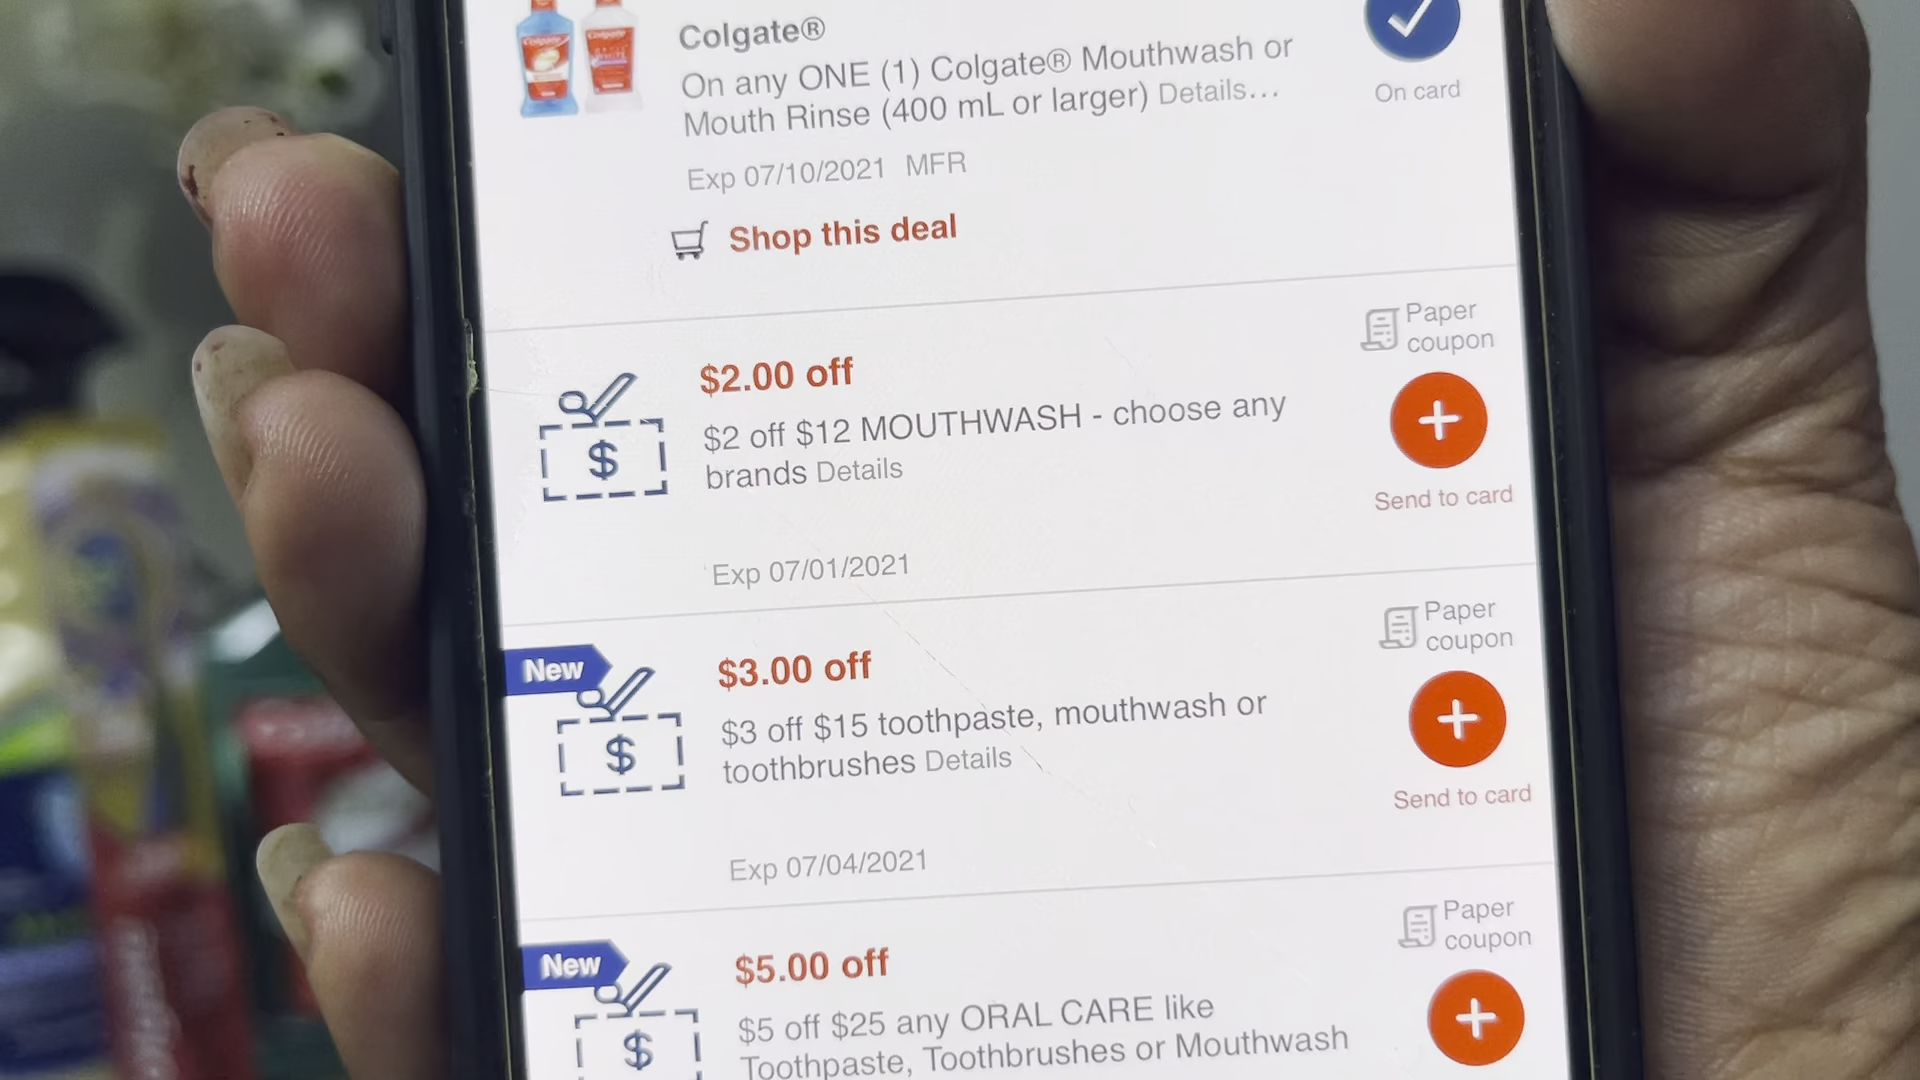 Colgate®
On any ONE (1) Colgate® Mouthwash or
Mouth Rinse (400 mL or larger) Details...
On card
Exp 07/10/2021 MFR
Shop this deal
Paper
coupon
$2.00 off
$2 off $12 MOUTHWASH - choose any
brands Details
$
Send to card
Exp 07/01/2021
Paper
coupon
New
$3.00 off
$3 off $15 toothpaste, mouthwash or
toothbrushes Details
$
Send to card
Exp 07/04/2021
Paper
coupon
New
$5.00 off
$5 off $25 any ORAL CARE like
Toothpaste, Toothbrushes or Mouthwash
$